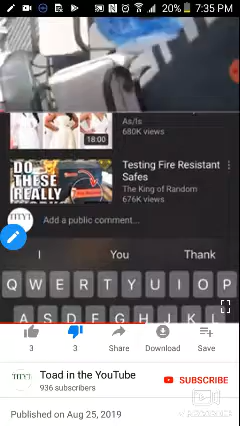 20% 7:35 PM
As/Is
680K views
18:00
DO THESE REALLY
Testing Fire Resistant
Safes
The King of Random
676K views
TITYT
Add a public comment...
I You Thank
Q W E R T Y U I O P
A S D F G H J K L
3 3 Share Download Save
TITYT
Toad in the YouTube
936 subscribers
SUBSCRIBE
Published on Aug 25, 2019